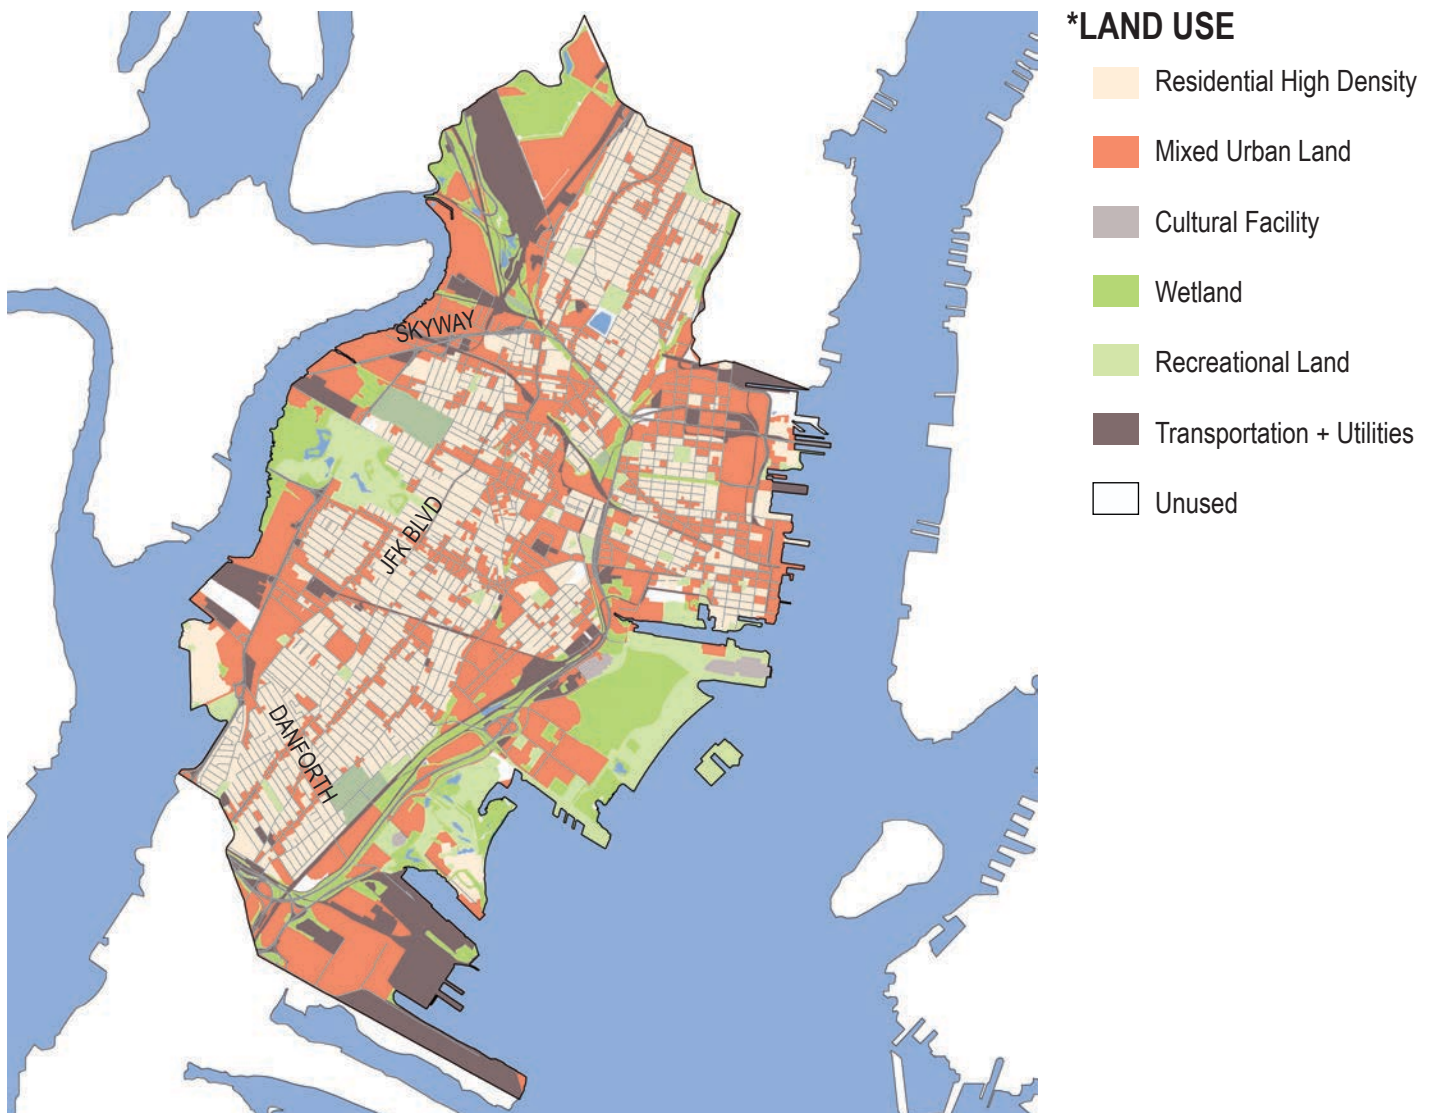 *LAND USE
Residential High Density
Mixed Urban Land
Cultural Facility
Wetland
Recreational Land
Transportation + Utilities
Unused
SKYWAY
JFK BLVD
DANFORTH